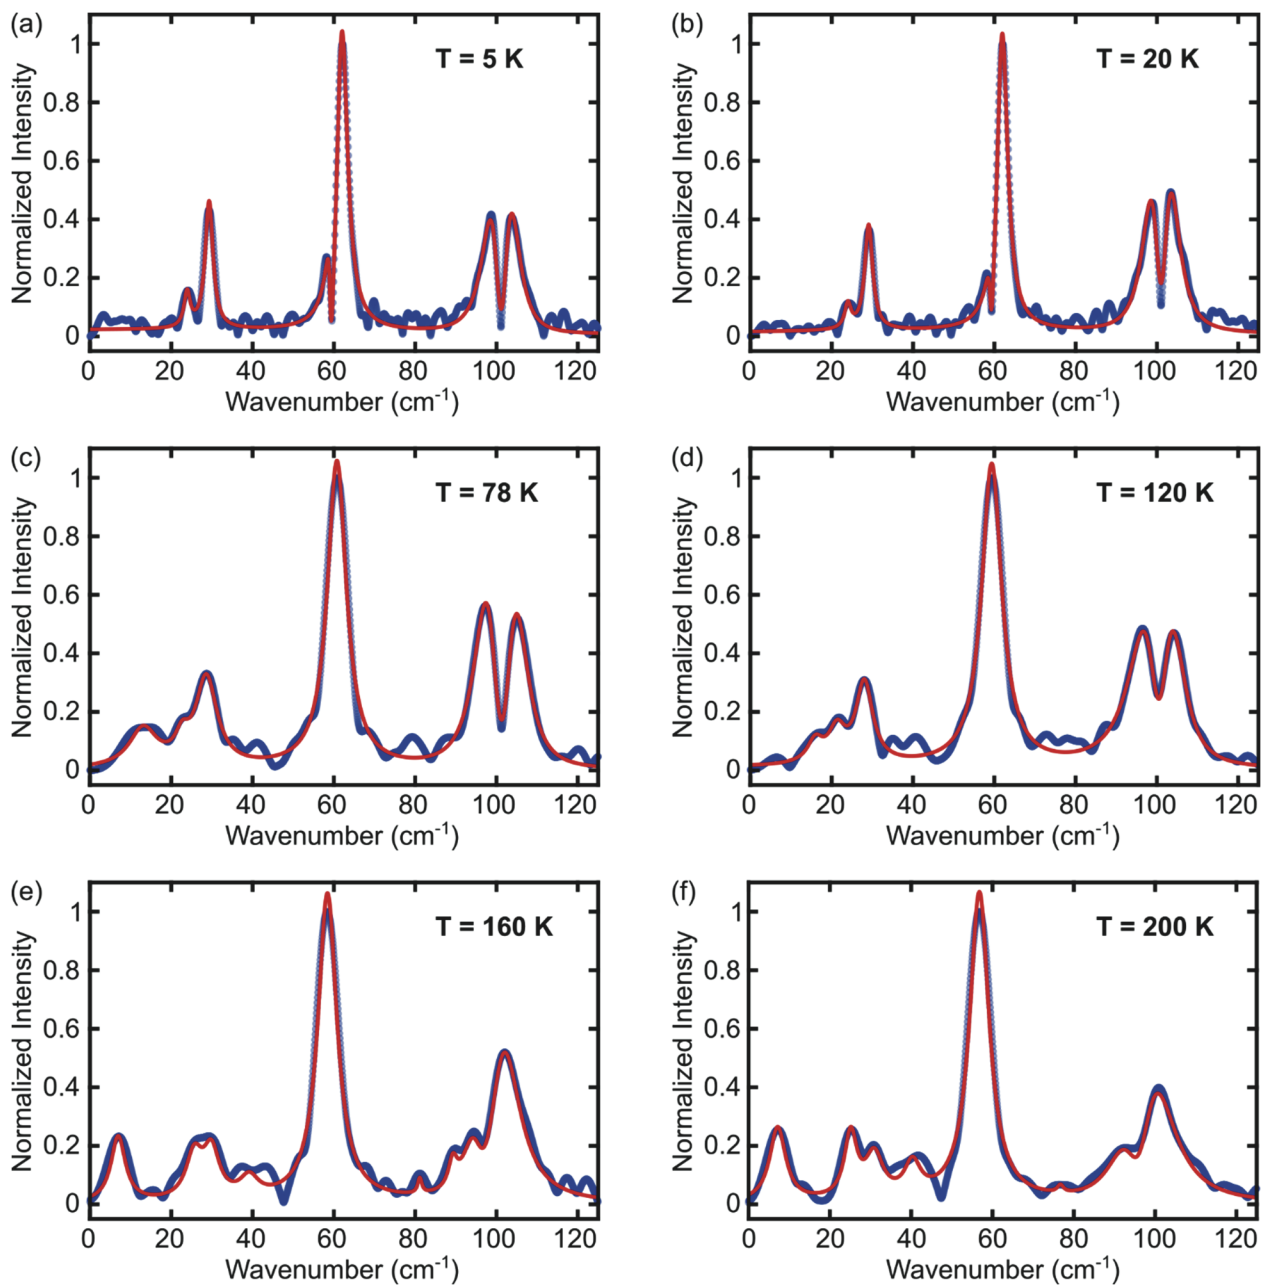 (a)
T = 5 K
Normalized Intensity
1
0.8
0.6
0.4
0.2
0
0 20 40 60 80 100 120
Wavenumber (cm-1)
(b)
T = 20 K
Normalized Intensity
1
0.8
0.6
0.4
0.2
0
0 20 40 60 80 100 120
Wavenumber (cm-1)
(c)
T = 78 K
Normalized Intensity
1
0.8
0.6
0.4
0.2
0
0 20 40 60 80 100 120
Wavenumber (cm-1)
(d)
T = 120 K
Normalized Intensity
1
0.8
0.6
0.4
0.2
0
0 20 40 60 80 100 120
Wavenumber (cm-1)
(e)
T = 160 K
Normalized Intensity
1
0.8
0.6
0.4
0.2
0
0 20 40 60 80 100 120
Wavenumber (cm-1)
(f)
T = 200 K
Normalized Intensity
1
0.8
0.6
0.4
0.2
0
0 20 40 60 80 100 120
Wavenumber (cm-1)